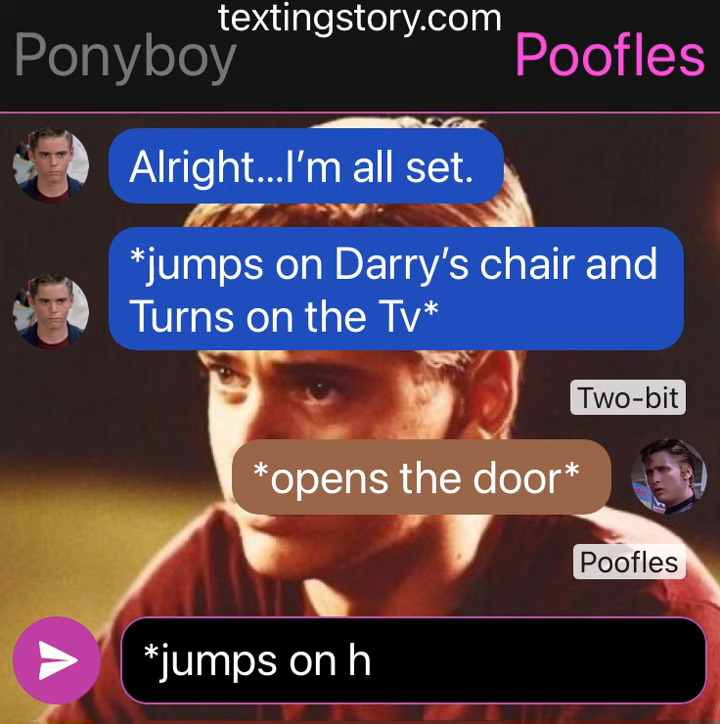 textingstory.com
Ponyboy
Poofles
Alright...I'm all set.
*jumps on Darry's chair and
Turns on the Tv*
Two-bit
*opens the door*
Poofles
*jumps on h